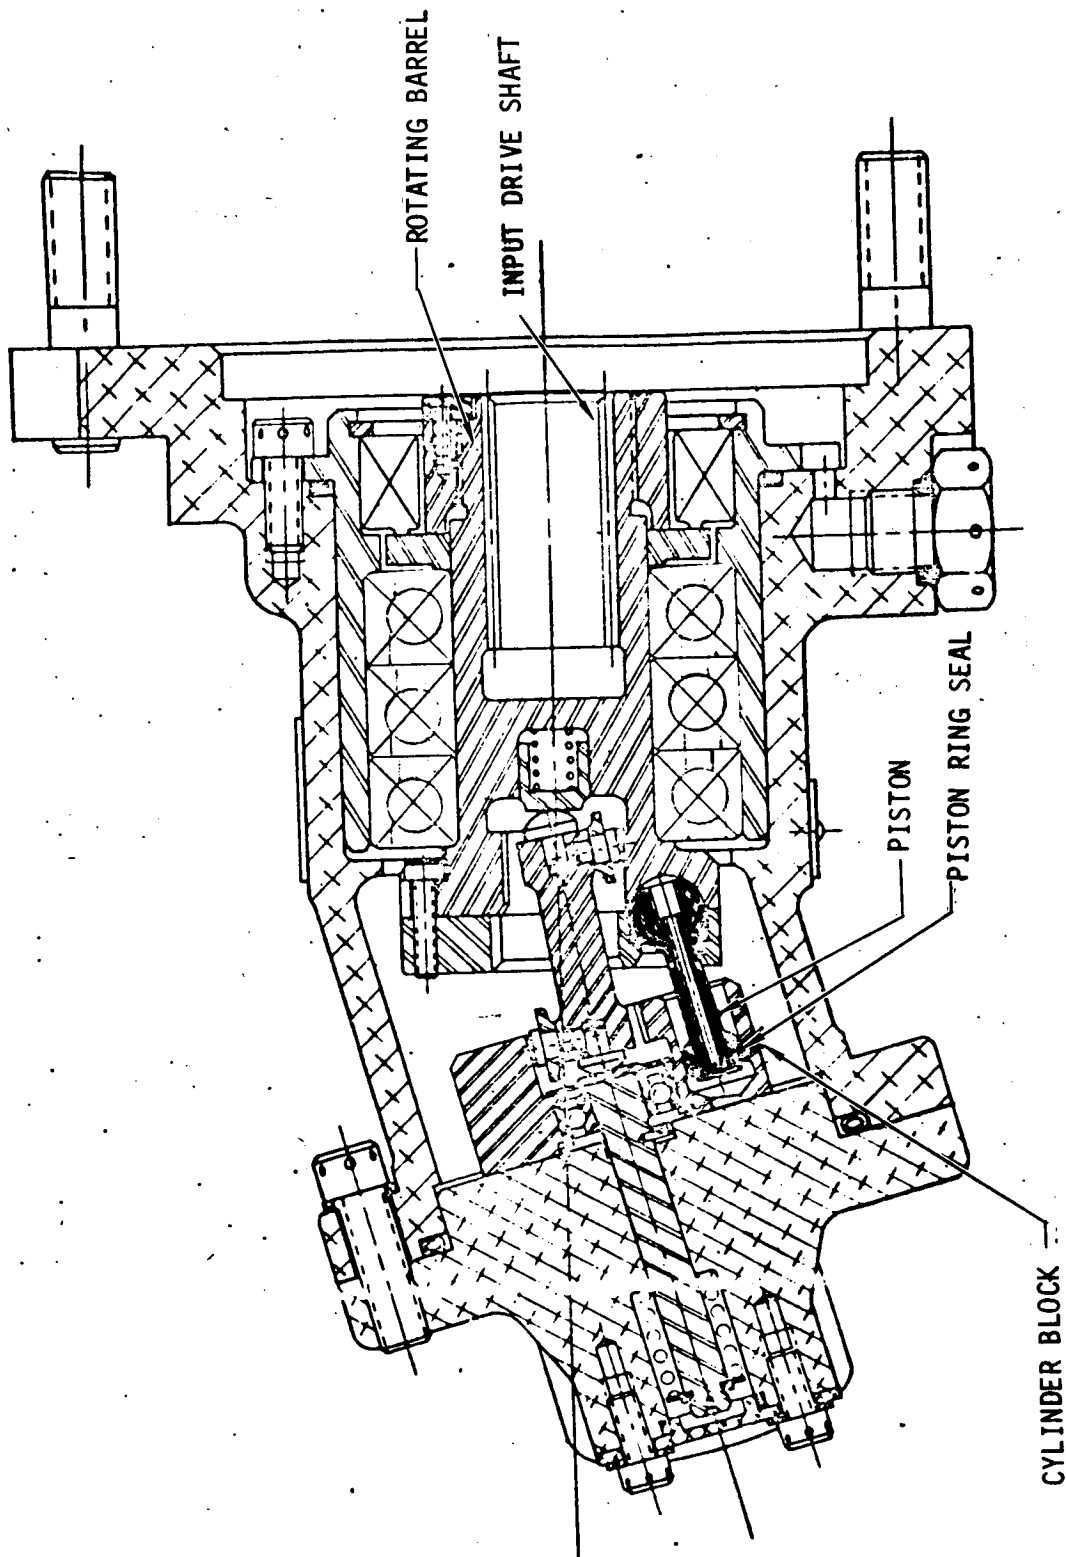 ROTATING BARREL
INPUT DRIVE SHAFT
PISTON
PISTON RING SEAL
CYLINDER BLOCK